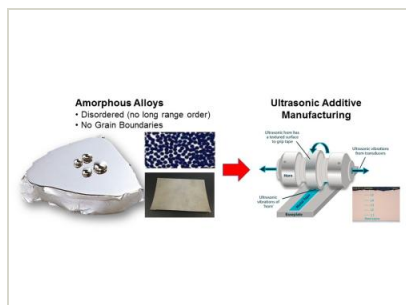 Amorphous Alloys
• Disordered (no long range order)
• No Grain Boundaries
Ultrasonic Additive
Manufacturing
Ultrasonic horn has
a textured surface
to grip tape
Ultrasonic vibrations
from transducers
Horn
Ultrasonic
vibrations of
'horn'
Baseplate